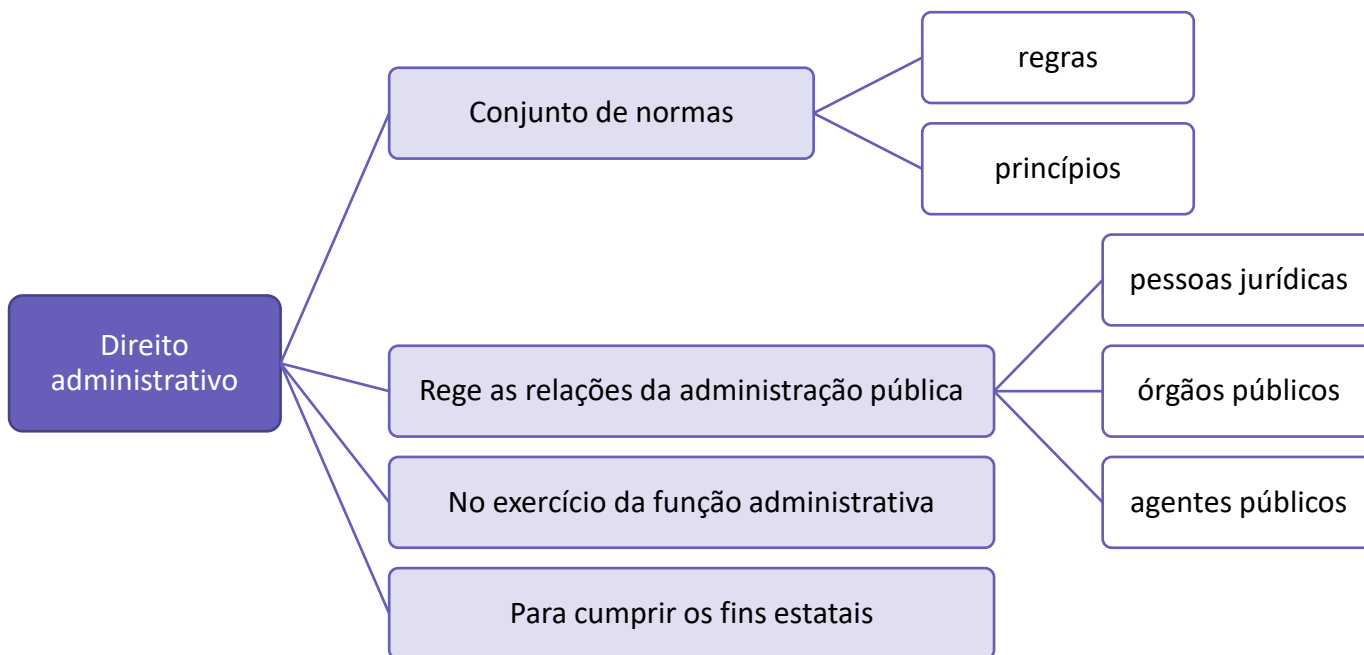 Direito
administrativo
Conjunto de normas
regras
princípios
Rege as relações da administração pública
pessoas jurídicas
órgãos públicos
agentes públicos
No exercício da função administrativa
Para cumprir os fins estatais